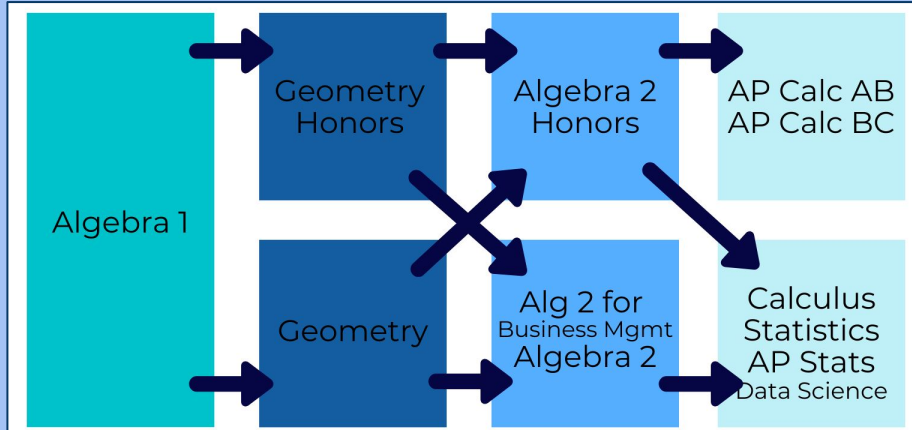 Algebra 1
Geometry
Honors
Geometry
Algebra 2
Honors
Alg 2 for
Business Mgmt
Algebra 2
AP Calc AB
AP Calc BC
Calculus
Statistics
AP Stats
Data Science